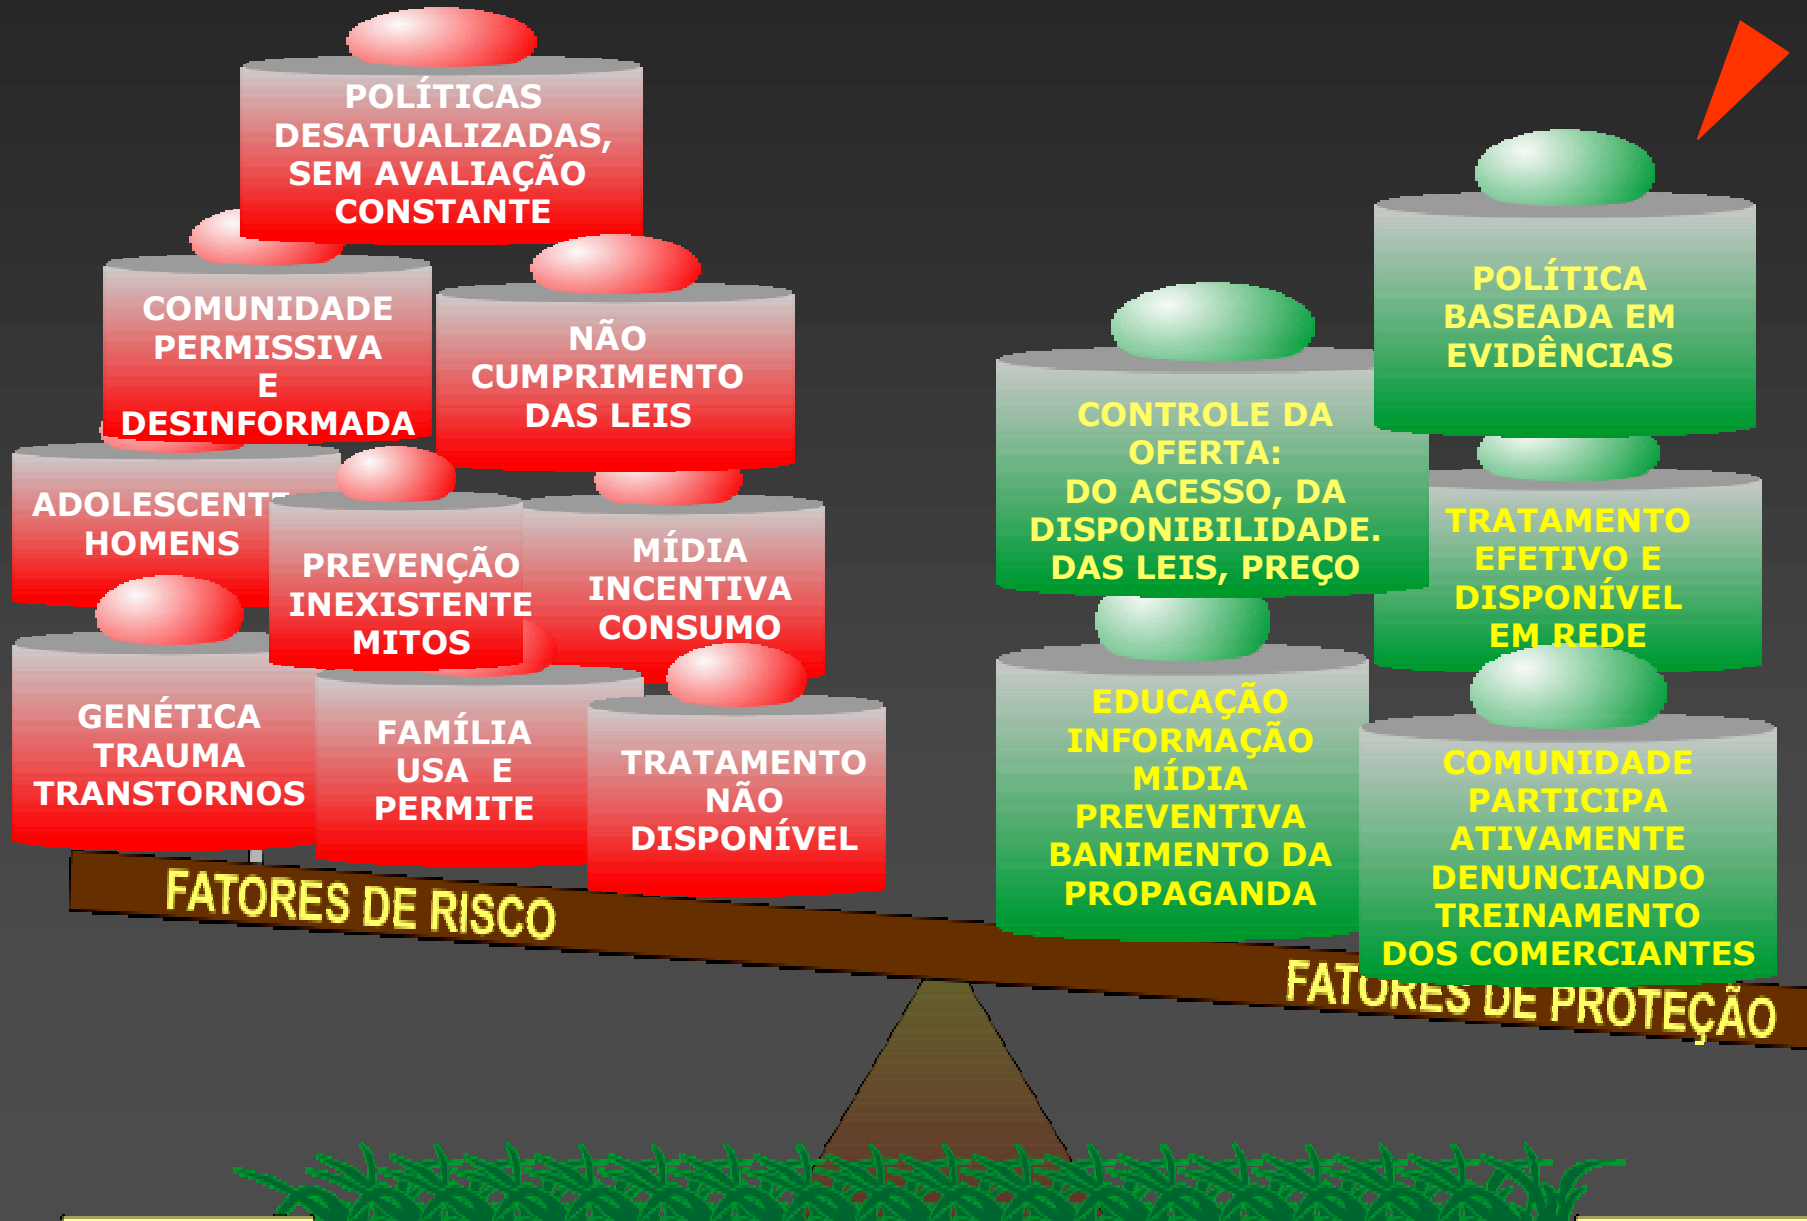 POLÍTICAS
DESATUALIZADAS,
SEM AVALIAÇÃO
CONSTANTE
COMUNIDADE
PERMISSIVA
E
DESINFORMADA
NÃO
CUMPRIMENTO
DAS LEIS
ADOLESCENT
HOMENS
PREVENÇÃO
INEXISTENTE
MITOS
MÍDIA
INCENTIVA
CONSUMO
GENÉTICA
TRAUMA
TRANSTORNOS
FAMÍLIA
USA E
PERMITE
TRATAMENTO
NÃO
DISPONÍVEL
FATORES DE RISCO
POLÍTICA
BASEADA EM
EVIDÊNCIAS
CONTROLE DA
OFERTA:
DO ACESSO, DA
DISPONIBILIDADE.
DAS LEIS, PREÇO
TRATAMENTO
EFETIVO E
DISPONÍVEL
EM REDE
EDUCAÇÃO
INFORMAÇÃO
MÍDIA
PREVENTIVA
BANIMENTO DA
PROPAGANDA
COMUNIDADE
PARTICIPA
ATIVAMENTE
DENUNCIANDO
TREINAMENTO
DOS COMERCIANTES
FATORES DE PROTEÇÃO